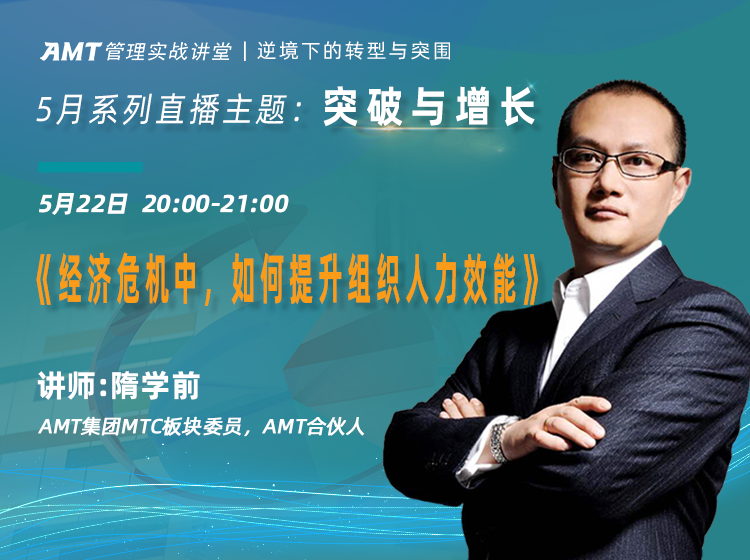 AMT管理实战讲堂 | 逆境下的转型与突围
5月系列直播主题：突破与增长
5月22日 20:00-21:00
《经济危机中，如何提升组织人力效能》
讲师:隋学前
AMT集团MTC板块委员，AMT合伙人